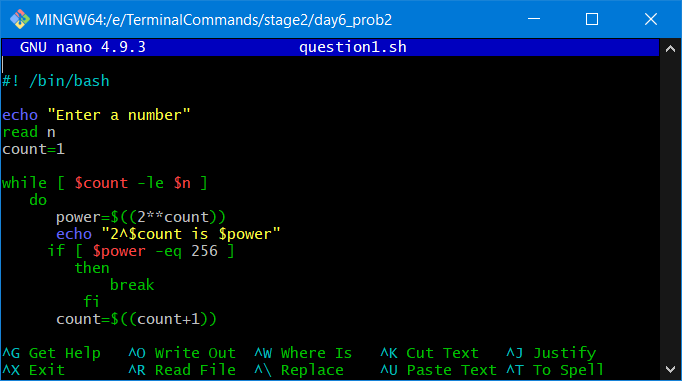 MINGW64:/e/TerminalCommands/stage2/day6_prob2
GNU nano 4.9.3 question1.sh
#! /bin/bash
echo "Enter a number"
read n
count=1
while [ $count -le $n ]
do
power=$((2**count))
echo "2^$count is $power"
if [ $power -eq 256 ]
then
break
fi
count=$((count+1))
^G Get Help ^O Write Out ^W Where Is ^K Cut Text ^J Justify
^X Exit ^R Read File ^\ Replace ^U Paste Text ^T To Spell